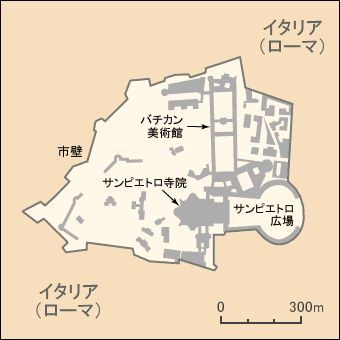 イタリア
（ローマ）
バチカン
美術館
市壁
サンピエトロ寺院
サンピエトロ
広場
イタリア
（ローマ）
0 300m